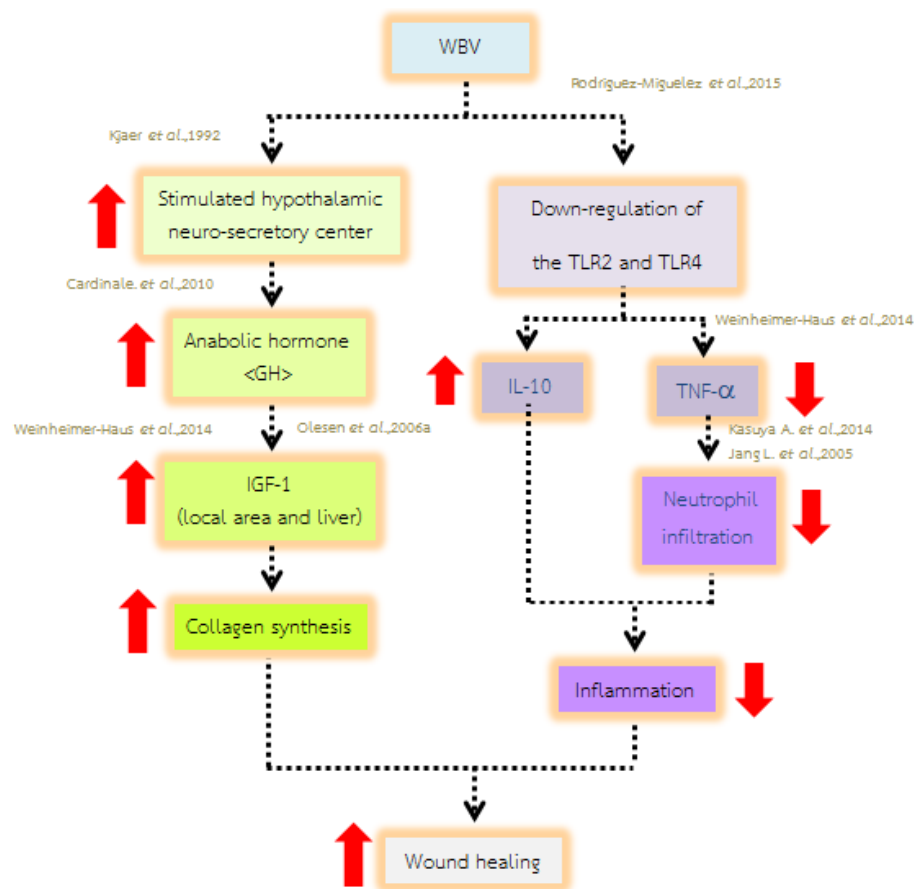 WBV
Rodriguez-Miguelez et al.,2015
Kjaer et al.,1992
Stimulated hypothalamic
neuro-secretory center
Down-regulation of
the TLR2 and TLR4
Cardinale. et al.,2010
Weinheimer-Haus et al.,2014
Anabolic hormone
<GH>
IL-10
TNF-α
Weinheimer-Haus et al.,2014
Olesen et al.,2006a
Kasuya A. et al.,2014
Jang L. et al.,2005
IGF-1
(local area and liver)
Neutrophil
infiltration
Collagen synthesis
Inflammation
Wound healing